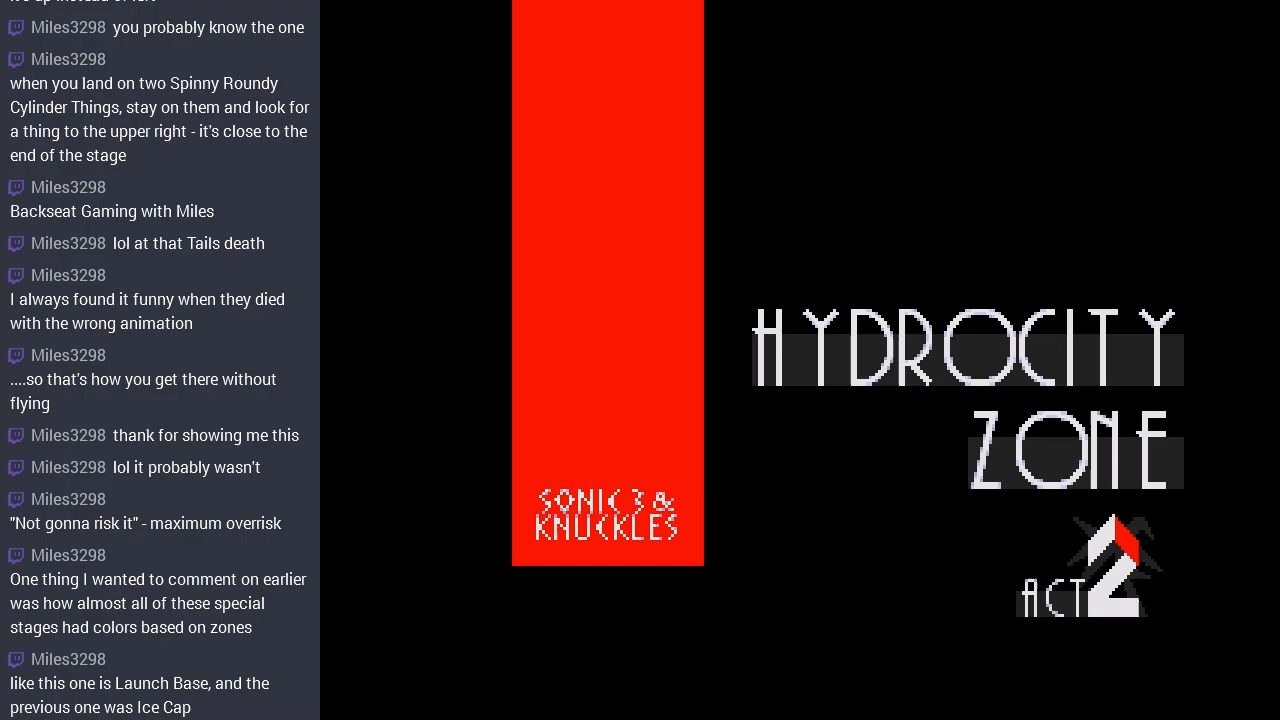 Miles3298 you probably know the one
Miles3298
when you land on two Spinny Roundy
Cylinder Things, stay on them and look for
a thing to the upper right - it's close to the
end of the stage
Miles3298
Backseat Gaming with Miles
Miles3298 lol at that Tails death
Miles3298
I always found it funny when they died
with the wrong animation
Miles3298
....so that's how you get there without
flying
Miles3298 thank for showing me this
Miles3298 lol it probably wasn't
Miles3298
"Not gonna risk it" - maximum overrisk
Miles3298
One thing I wanted to comment on earlier
was how almost all of these special
stages had colors based on zones
Miles3298
like this one is Launch Base, and the
previous one was Ice Cap
SONIC 3 &
KNUCKLES
HYDROCITY
ZONE
ACT 2